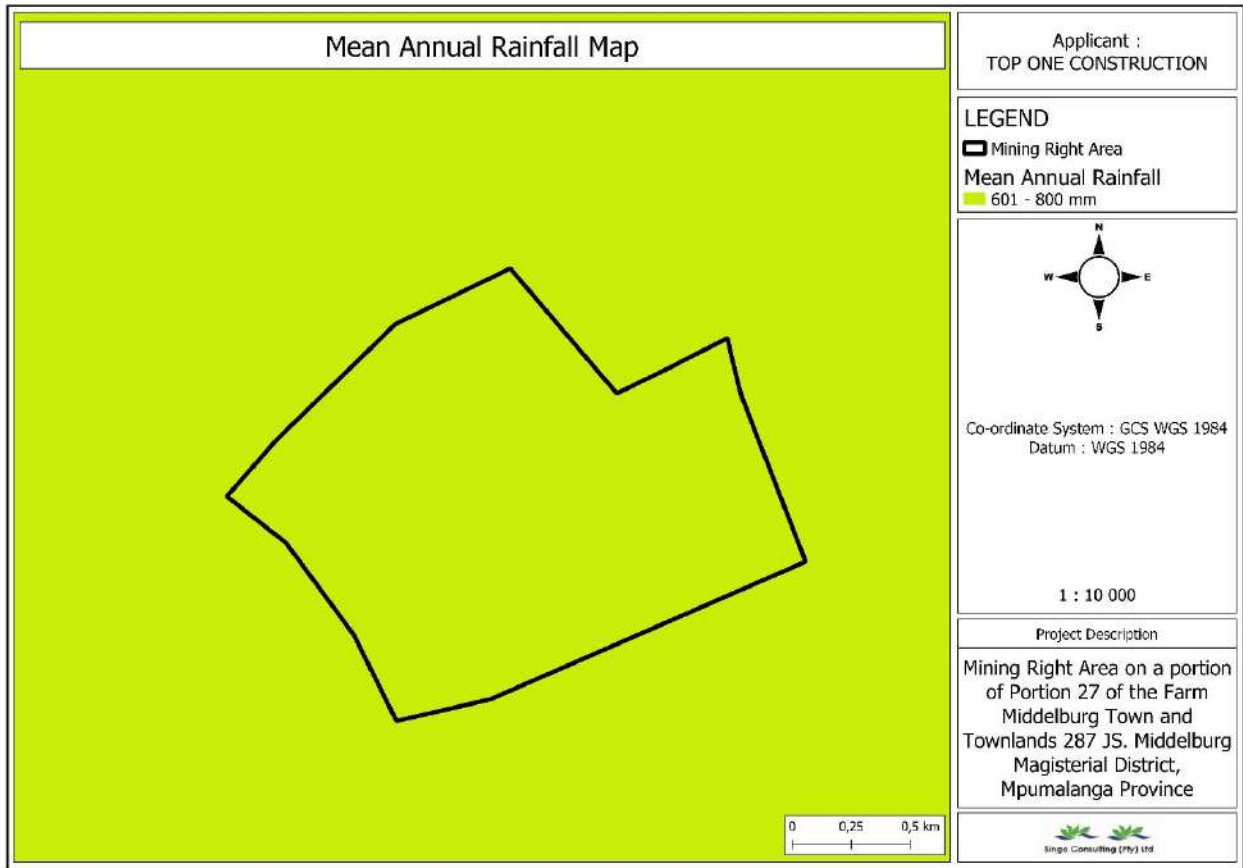 Mean Annual Rainfall Map
Applicant :
TOP ONE CONSTRUCTION
LEGEND
Mining Right Area
Mean Annual Rainfall
601 - 800 mm
N
W
E
S
Co-ordinate System : GCS WGS 1984
Datum : WGS 1984
1 : 10 000
Project Description
Mining Right Area on a portion
of Portion 27 of the Farm
Middelburg Town and
Townlands 287 JS. Middelburg
Magisterial District,
Mpumalanga Province
0 0,25 0,5 km
Singo Consulting (Pty) Ltd